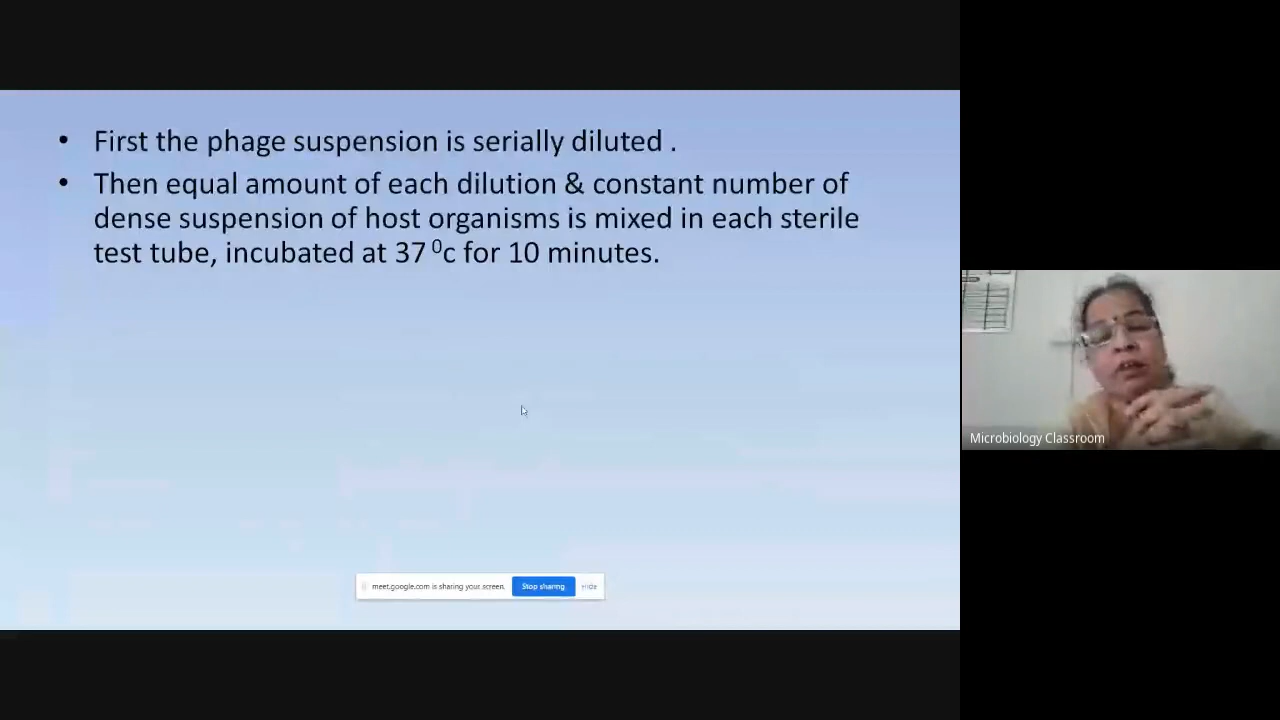 • First the phage suspension is serially diluted .
• Then equal amount of each dilution & constant number of
dense suspension of host organisms is mixed in each sterile
test tube, incubated at 37 ⁰c for 10 minutes.
meet.google.com is sharing your screen. Stop sharing Hide
Microbiology Classroom